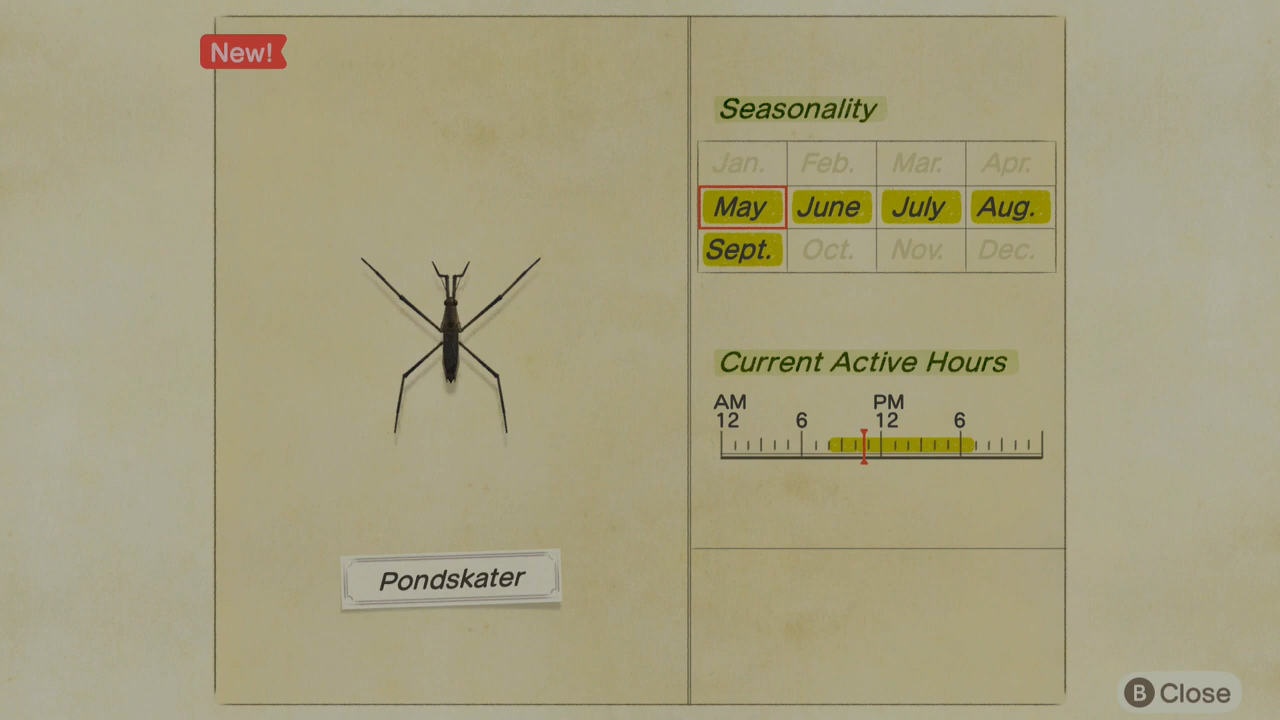 New!
Seasonality
Jan. Feb. Mar. Apr.
May June July Aug.
Sept. Oct. Nov. Dec.
Current Active Hours
AM PM
12 6 12 6
Pondskater
B Close